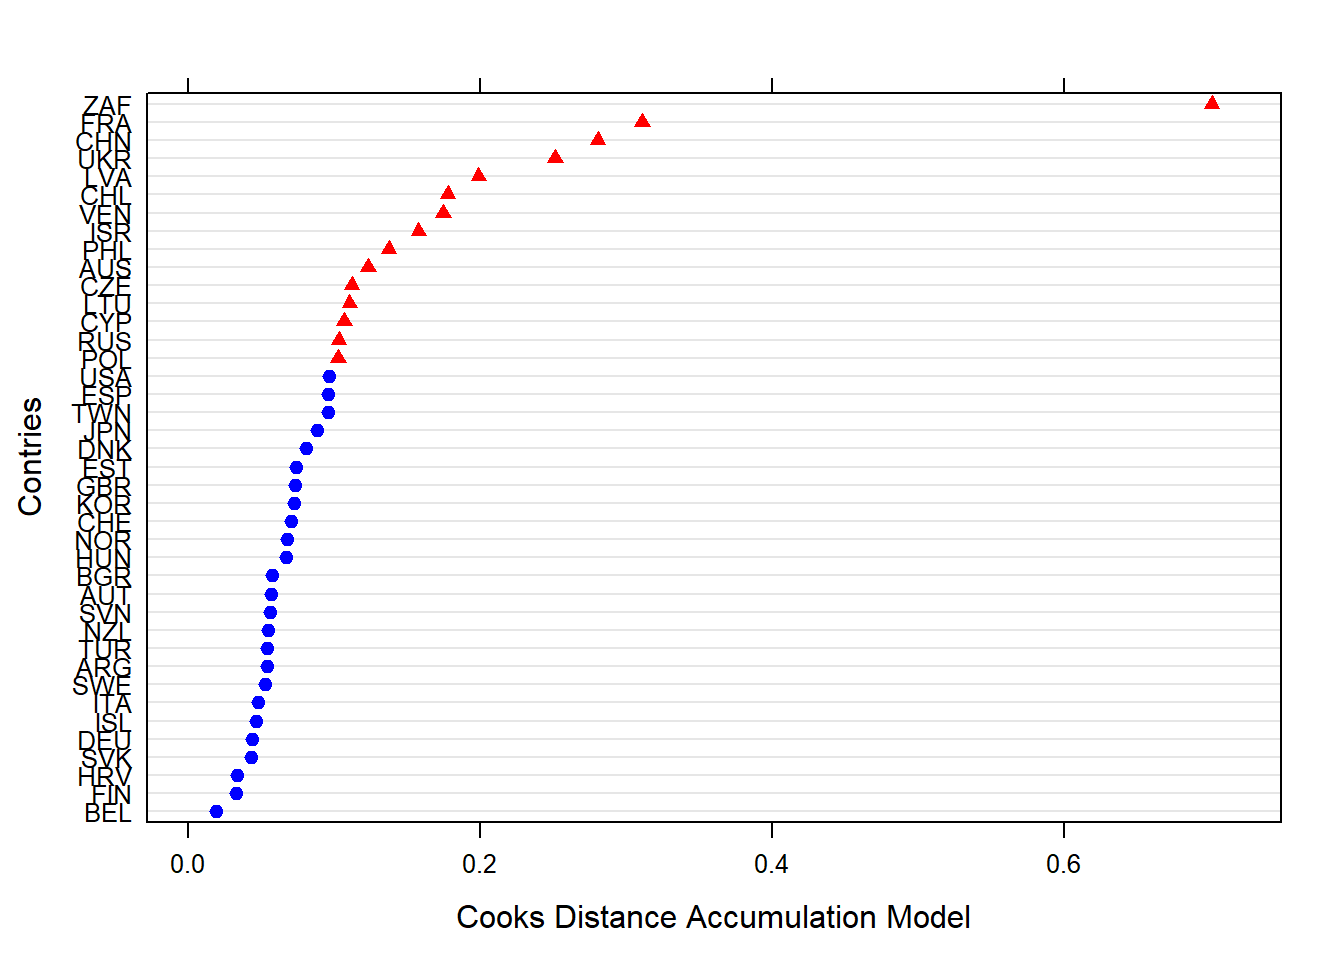 ZAF
FRA
CHN
UKR
LVA
CHL
VEN
ISR
PHL
AUS
CZE
LTU
CYP
RUS
POL
USA
ESP
TWN
JPN
DNK
EST
GBR
KOR
CHE
NOR
HUN
BGR
AUT
SVN
NZL
TUR
ARG
SWE
ITA
ISL
DEU
SVK
HRV
FIN
BEL
Contries
0.0 0.2 0.4 0.6
Cooks Distance Accumulation Model